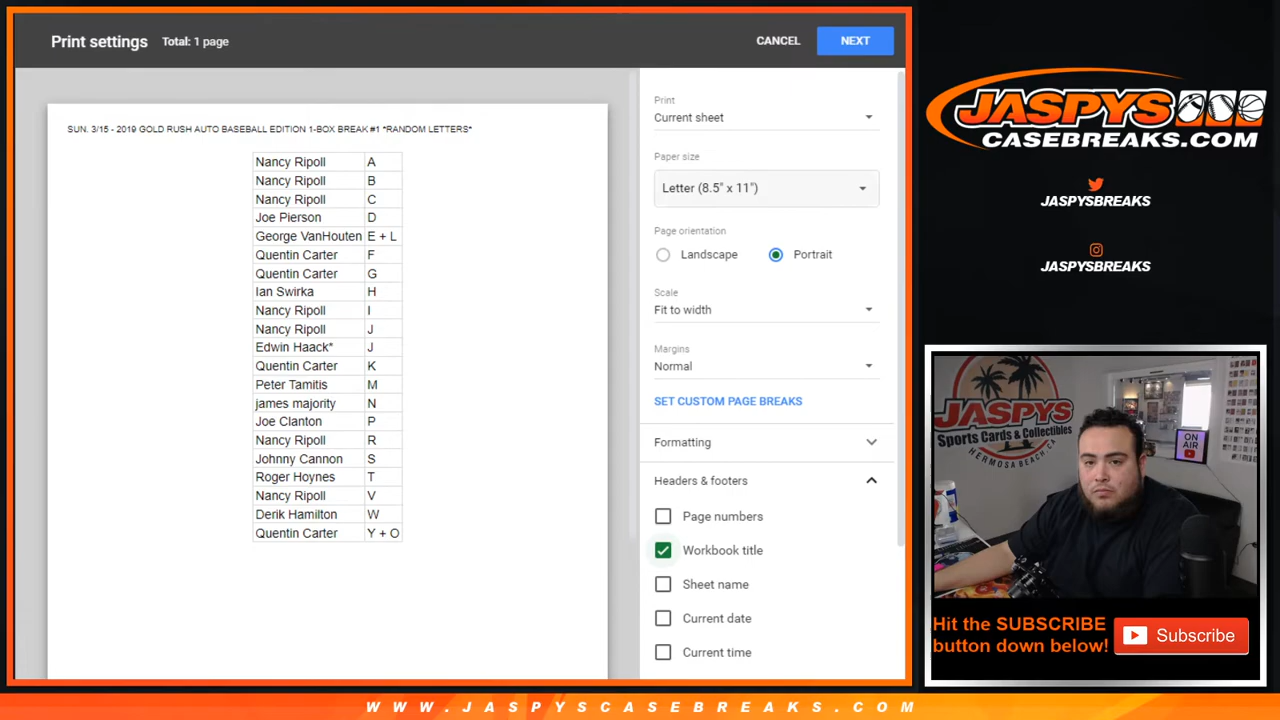 Print settings
Total: 1 page
CANCEL
NEXT
SUN. 3/15 - 2019 GOLD RUSH AUTO BASEBALL EDITION 1-BOX BREAK #1 *RANDOM LETTERS*
Nancy Ripoll A
Nancy Ripoll B
Nancy Ripoll C
Joe Pierson D
George VanHouten E + L
Quentin Carter F
Quentin Carter G
Ian Swirka H
Nancy Ripoll I
Nancy Ripoll J
Edwin Haack* J
Quentin Carter K
Peter Tamitis M
james majority N
Joe Clanton P
Nancy Ripoll R
Johnny Cannon S
Roger Hoynes T
Nancy Ripoll V
Derik Hamilton W
Quentin Carter Y + O
Print
Current sheet
Paper size
Letter (8.5" x 11")
Page orientation
Landscape
Portrait
Scale
Fit to width
Margins
Normal
SET CUSTOM PAGE BREAKS
Formatting
Headers & footers
Page numbers
Workbook title
Sheet name
Current date
Current time
JASPYS
CASEBREAKS.COM
JASPYSBREAKS
JASPYSBREAKS
JASPYS
Sports Cards & Collectibles
HERMOSA BEACH, CA
ON
AIR
Hit the SUBSCRIBE
button down below!
Subscribe
WWW.JASPYSCASEBREAKS.COM